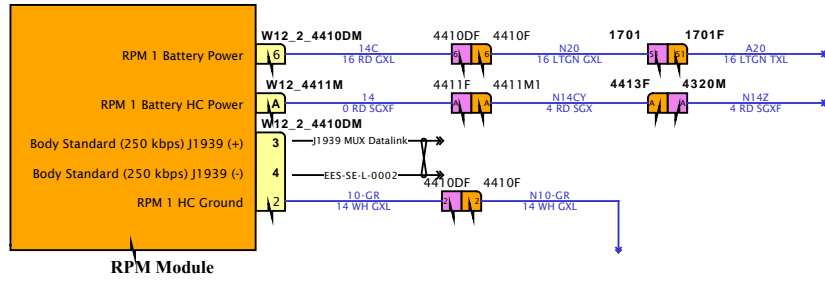 W12_2_4410DM 4410DF 4410F 1701 1701F
RPM 1 Battery Power 6 14C 6 6 N20 51 51 A20
16 RD GXL 16 LTGN GXL 16 LTGN TXL
W12_4411M 4411F 4411M1 4413F 4320M
RPM 1 Battery HC Power A 14 A A N14CY A A N14Z
0 RD SGXF 4 RD SGX 4 RD SGXF
W12_2_4410DM
Body Standard (250 kbps) J1939 (+) 3 J1939 MUX Datalink
Body Standard (250 kbps) J1939 (-) 4 EES-SE-L-0002
4410DF 4410F
RPM 1 HC Ground 2 10-GR 2 2 N10-GR
14 WH GXL 14 WH GXL
RPM Module